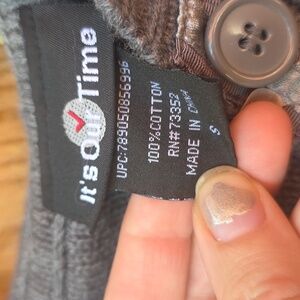 It's Our Time
UPC:789050856996
100%COTTON
RN#73352
MADE IN CHINA
S